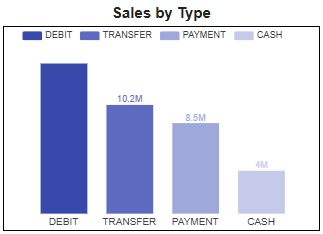 Sales by Type
DEBIT TRANSFER PAYMENT CASH
10.2M
8.5M
4M
DEBIT TRANSFER PAYMENT CASH